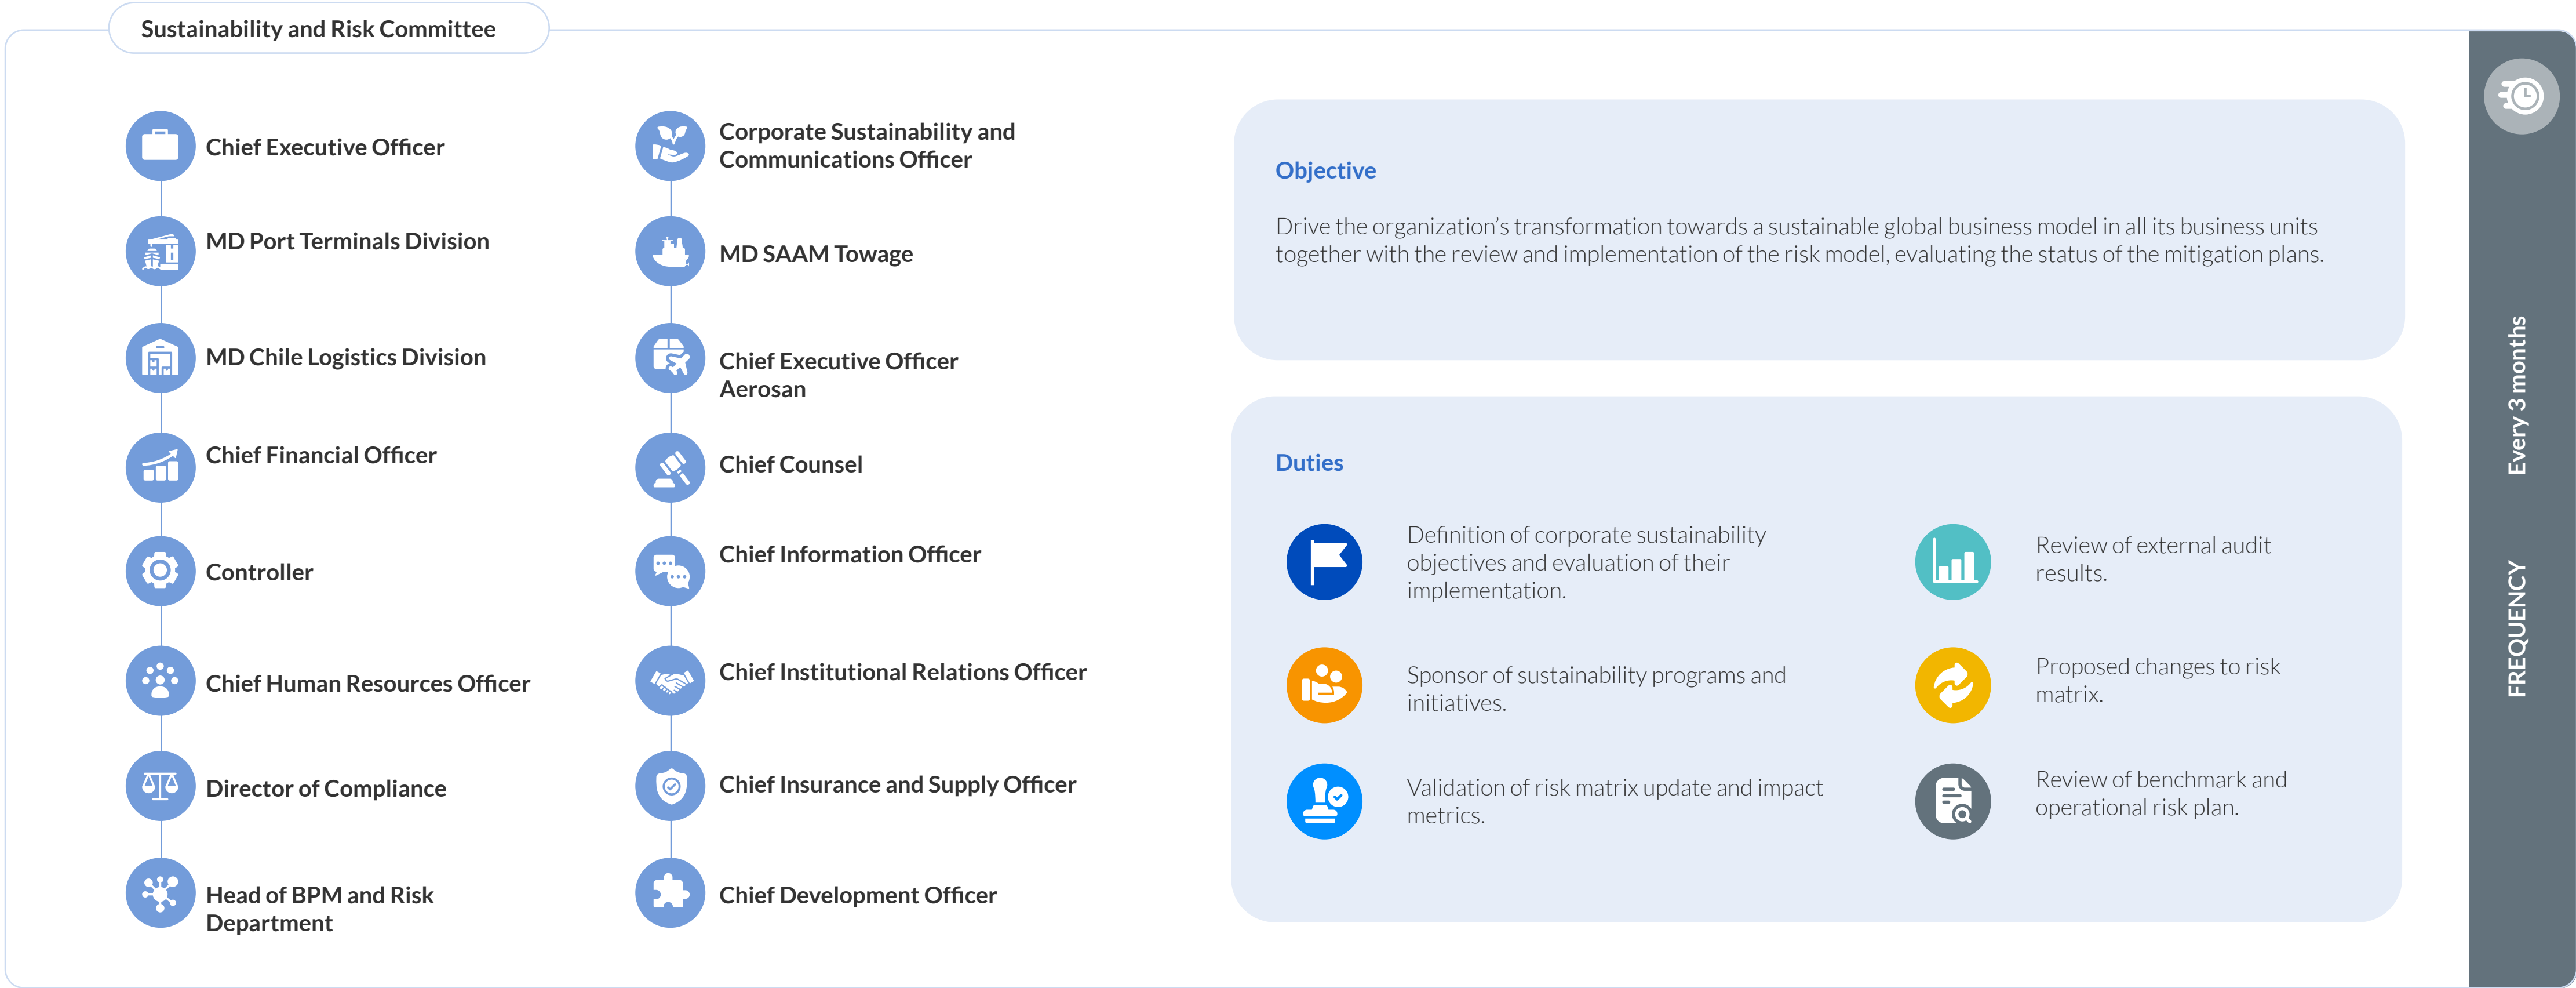 Sustainability and Risk Committee
Chief Executive Officer
MD Port Terminals Division
MD Chile Logistics Division
Chief Financial Officer
Controller
Chief Human Resources Officer
Director of Compliance
Head of BPM and Risk
Department
Corporate Sustainability and
Communications Officer
MD SAAM Towage
Chief Executive Officer
Aerosan
Chief Counsel
Chief Information Officer
Chief Institutional Relations Officer
Chief Insurance and Supply Officer
Chief Development Officer
Objective
Drive the organization’s transformation towards a sustainable global business model in all its business units
together with the review and implementation of the risk model, evaluating the status of the mitigation plans.
Duties
Definition of corporate sustainability
objectives and evaluation of their
implementation.
Sponsor of sustainability programs and
initiatives.
Validation of risk matrix update and impact
metrics.
Review of external audit
results.
Proposed changes to risk
matrix.
Review of benchmark and
operational risk plan.
FREQUENCY Every 3 months